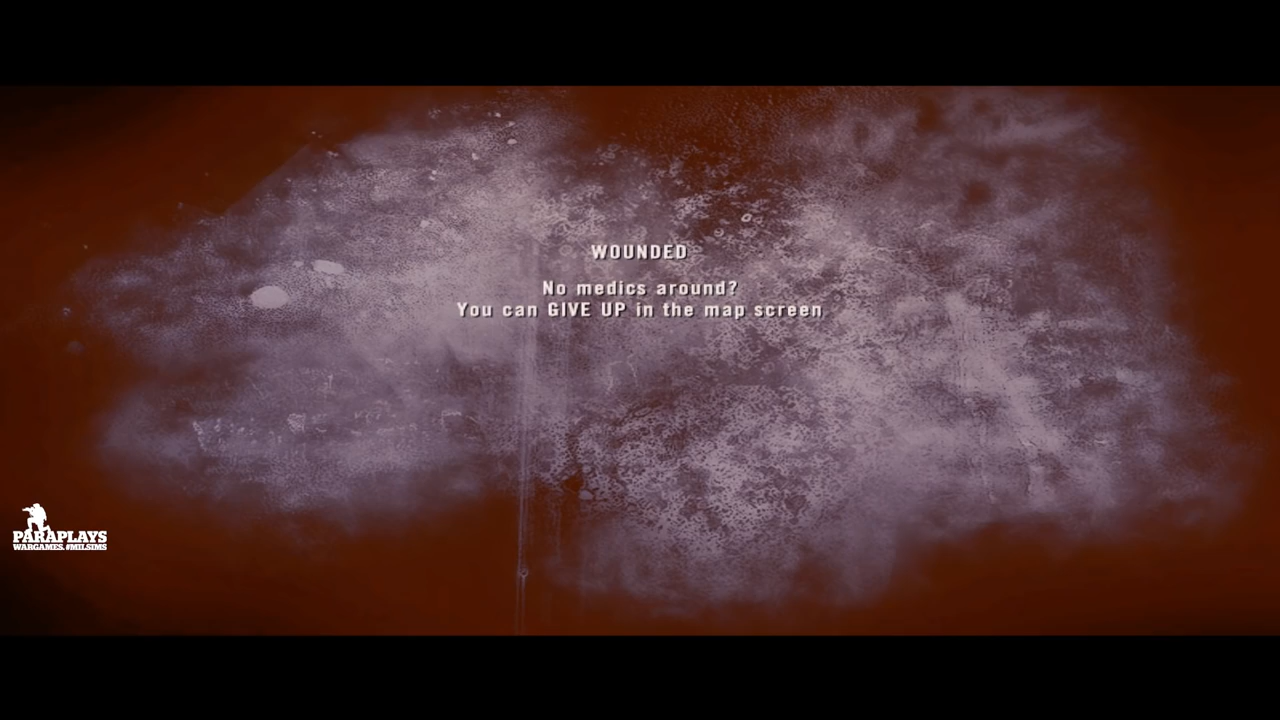 WOUNDED
No medics around?
You can GIVE UP in the map screen
PARAPLAYS
WARGAMES. #MILSIMS